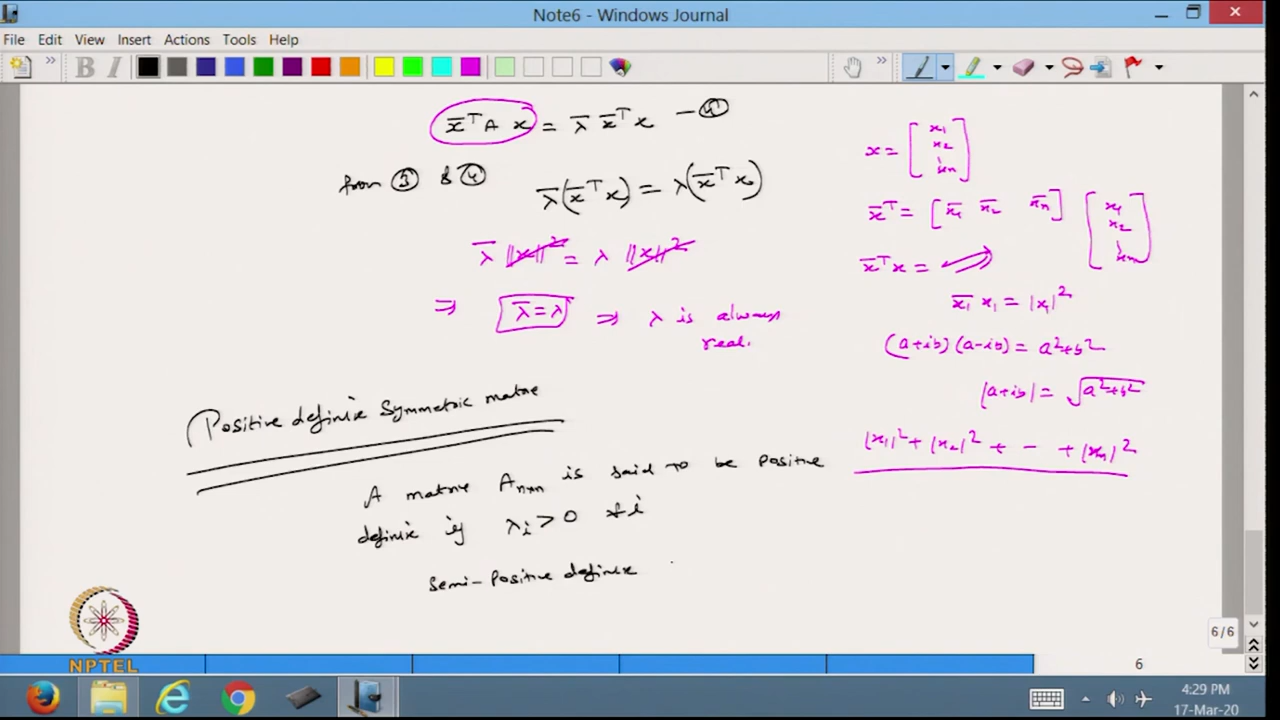 Note6 - Windows Journal
File Edit View Insert Actions Tools Help
x̄ᵀA x = λ̄ x̄ᵀx — ④
from ③ & ④ λ̄(x̄ᵀx) = λ(x̄ᵀx)
λ̄ ||x||² = λ ||x||²
⇒ λ̄ = λ ⇒ λ is always
real.
x = [x₁ x₂ ⋮ xₙ]
x̄ᵀ = [x̄₁ x̄₂ x̄ₙ] [x₁ x₂ ⋮ xₙ]
x̄ᵀx =
x̄₁ x₁ = |x₁|²
(a+ib)(a-ib) = a²+b²
|a+ib| = √a²+b²
|x₁|² + |x₂|² + - + |xₙ|²
Positive definite Symmetric matrix
A matrix Aₙₓₙ is said to be positive
definite if λᵢ > 0 ∀ i
Semi-Positive definite
6/6
NPTEL
6
4:29 PM
17-Mar-20